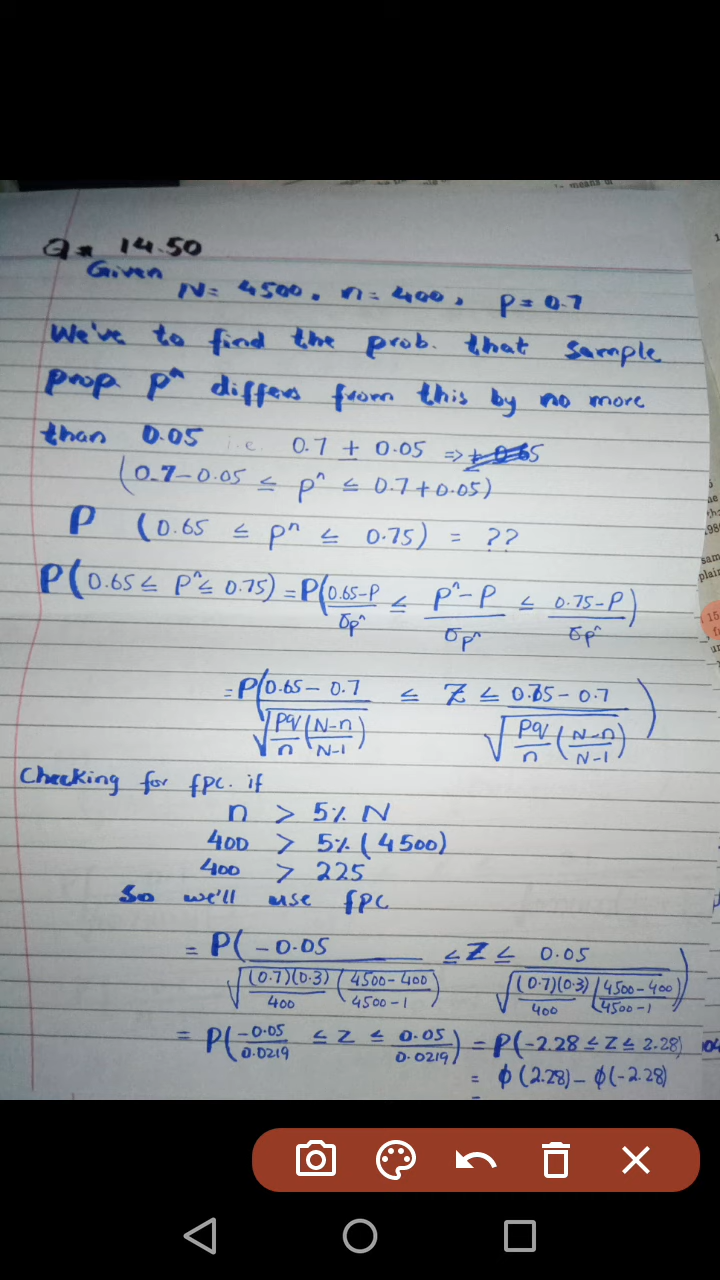 Q* 14.50
Given
N = 4500, n = 400, p = 0.7
We've to find the prob. that sample
prop. p^ differs from this by no more
than 0.05 i.e. 0.7 ± 0.05 ⇒
(0.7-0.05 ≤ p^ ≤ 0.7+0.05)
P (0.65 ≤ p^ ≤ 0.75) = ??
P(0.65 ≤ P^ ≤ 0.75) = P((0.65-P)/σp^ ≤ (P^-P)/σp^ ≤ (0.75-P)/σp^)
= P((0.65-0.7)/√(pq/n ((N-n)/(N-1))) ≤ Z ≤ (0.75-0.7)/√(pq/n ((N-n)/(N-1))))
Checking for fpc. if
n > 5% N
400 > 5% (4500)
400 > 225
So we'll use fpc
= P(-0.05/√((0.7)(0.3)/400 ((4500-400)/(4500-1))) ≤ Z ≤ 0.05/√((0.7)(0.3)/400 ((4500-400)/(4500-1))))
= P(-0.05/0.0219 ≤ Z ≤ 0.05/0.0219) = P(-2.28 ≤ Z ≤ 2.28)
= φ(2.28) - φ(-2.28)